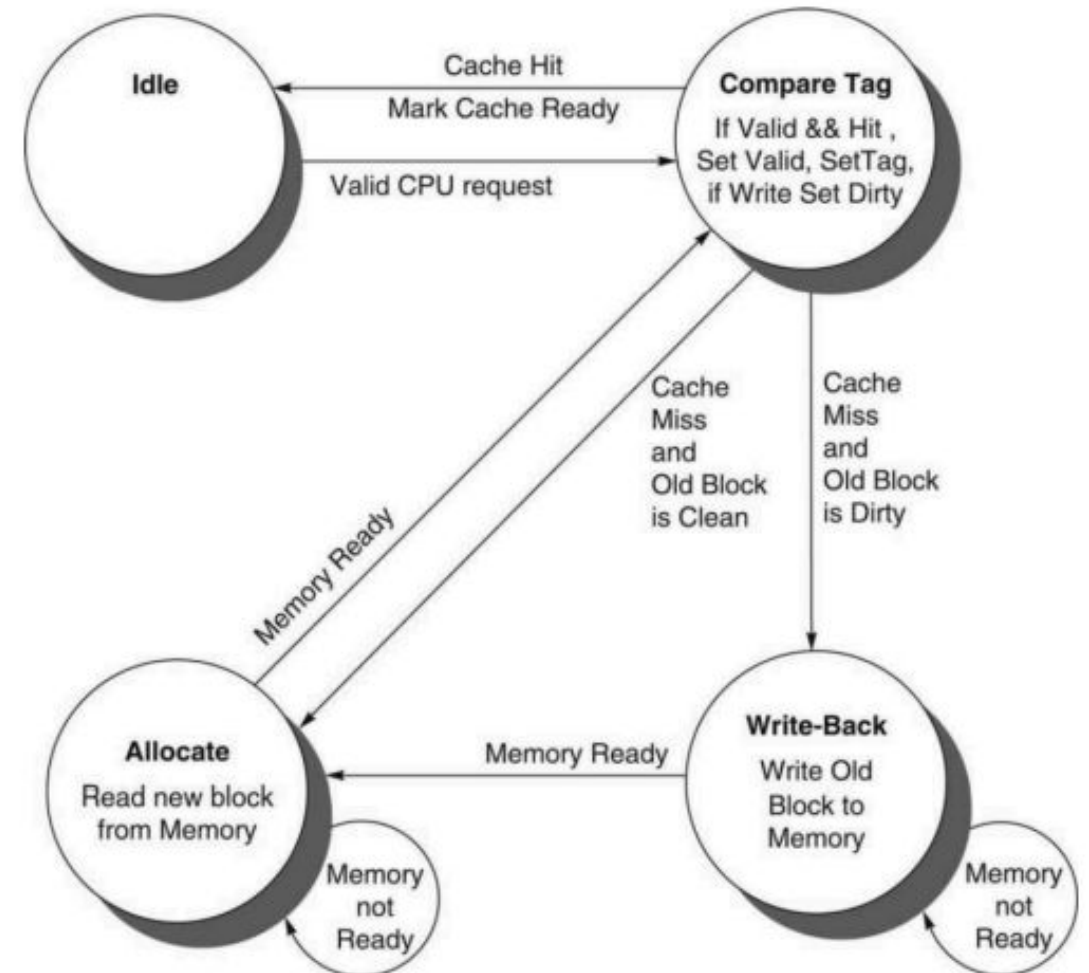 Idle
Cache Hit
Mark Cache Ready
Valid CPU request
Compare Tag
If Valid && Hit ,
Set Valid, SetTag,
if Write Set Dirty
Cache
Miss
and
Old Block
is Clean
Cache
Miss
and
Old Block
is Dirty
Memory Ready
Allocate
Read new block
from Memory
Memory
not
Ready
Memory Ready
Write-Back
Write Old
Block to
Memory
Memory
not
Ready